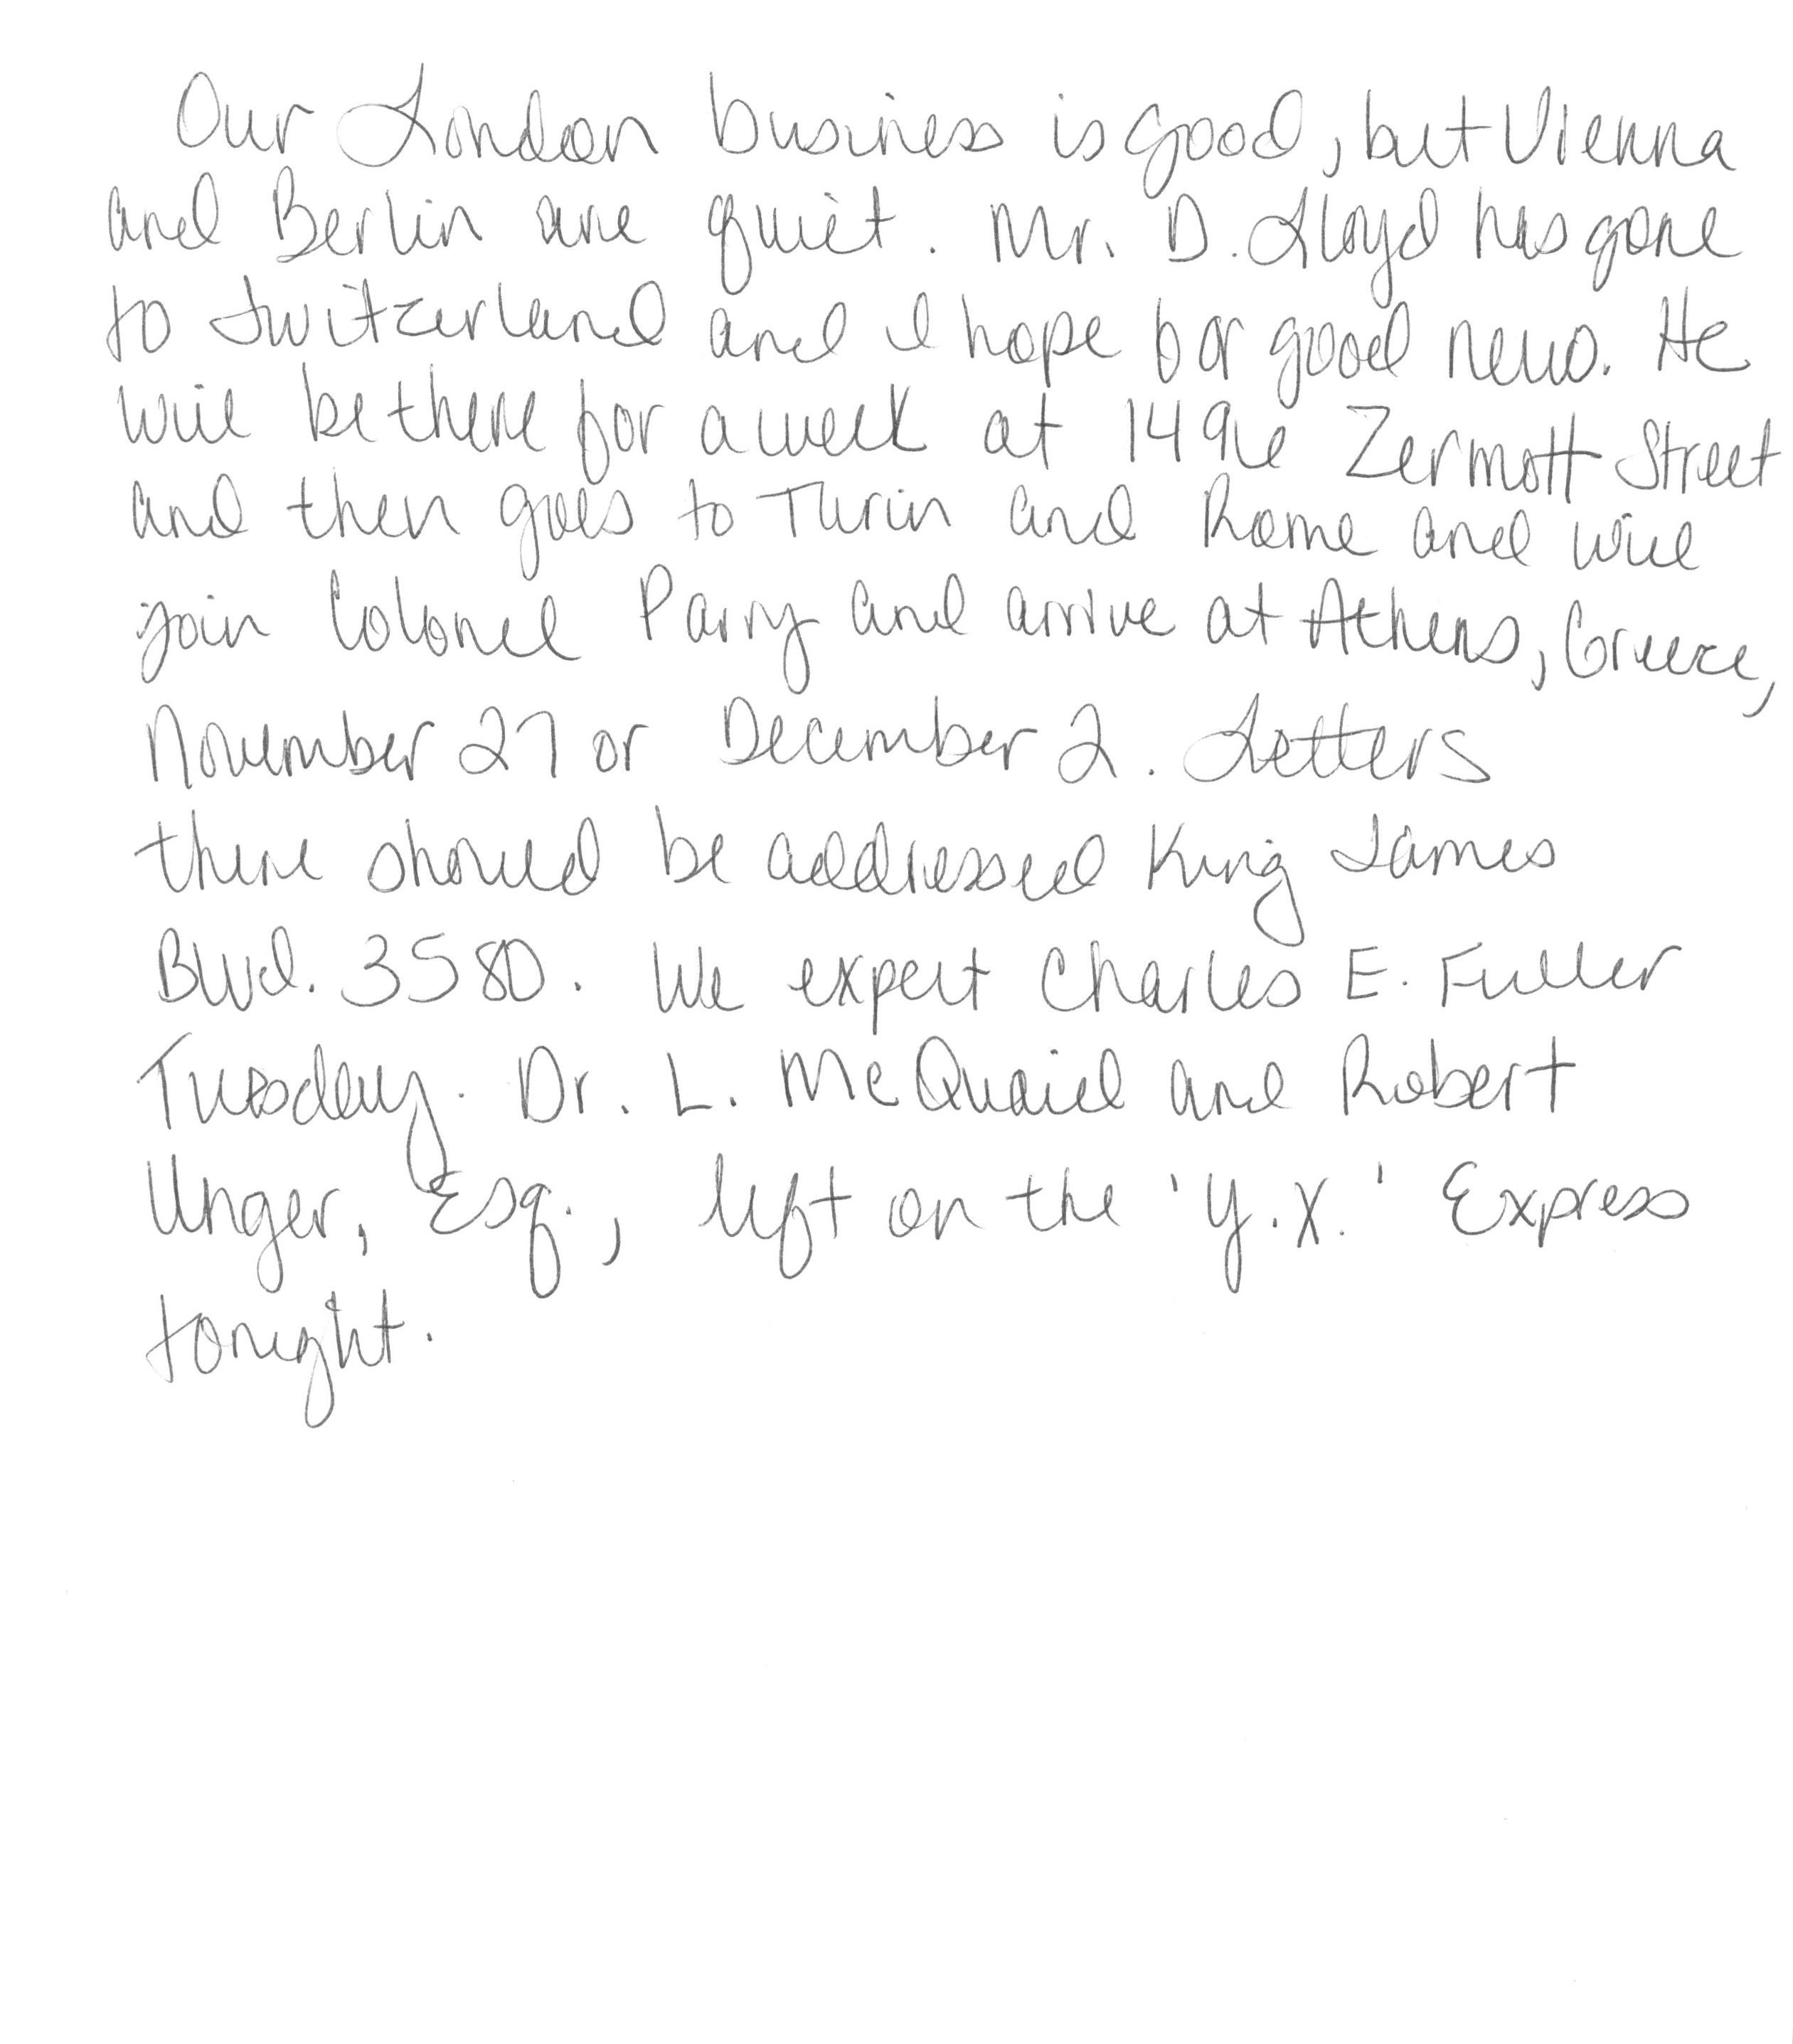 Our London business is good, but Vienna
and Berlin are quiet. Mr. D. Lloyd has gone
to Switzerland and I hope for good news. He
will be there for a week at 1496 Zermott Street
and then goes to Turin and Rome and will
join Colonel Parry and arrive at Athens, Greece,
November 27 or December 2. Letters
there should be addressed King James
Blvd. 3580. We expect Charles E. Fuller
Tuesday. Dr. L. McQuaid and Robert
Unger, Esq., left on the 'Y.X.' Express
tonight.